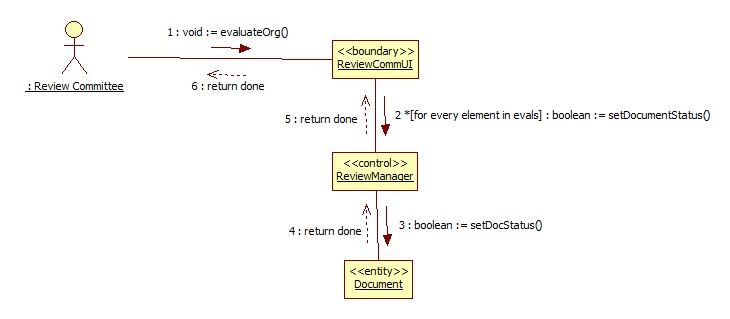 1 : void := evaluateOrg()
<<boundary>>
ReviewCommUI
: Review Committee
6 : return done
5 : return done
2 *[for every element in evals] : boolean := setDocumentStatus()
<<control>>
ReviewManager
4 : return done
3 : boolean := setDocStatus()
<<entity>>
Document